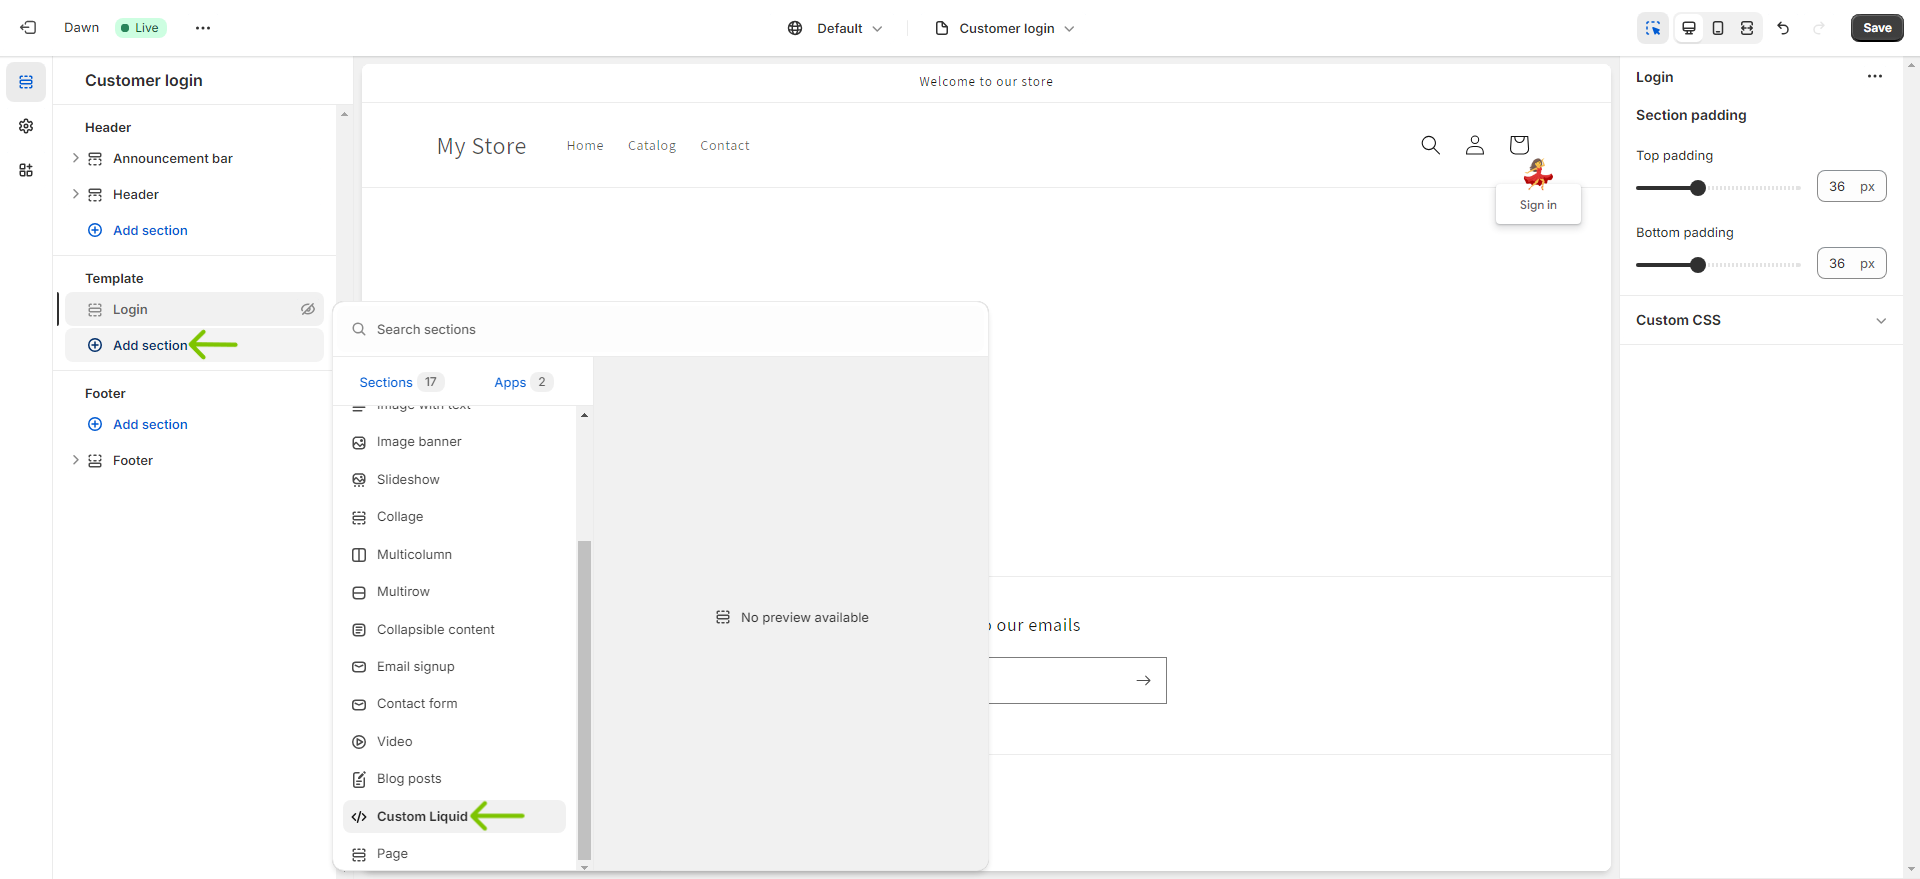 Dawn
Live
Default
Customer login
Save
Customer login
Header
Announcement bar
Header
Add section
Template
Login
Add section
Footer
Add section
Footer
Welcome to our store
My Store
Home
Catalog
Contact
Sign in
Search sections
Sections 17
Apps 2
Image with text
Image banner
Slideshow
Collage
Multicolumn
Multirow
Collapsible content
Email signup
Contact form
Video
Blog posts
Custom Liquid
Page
No preview available
our emails
Login
Section padding
Top padding
36 px
Bottom padding
36 px
Custom CSS